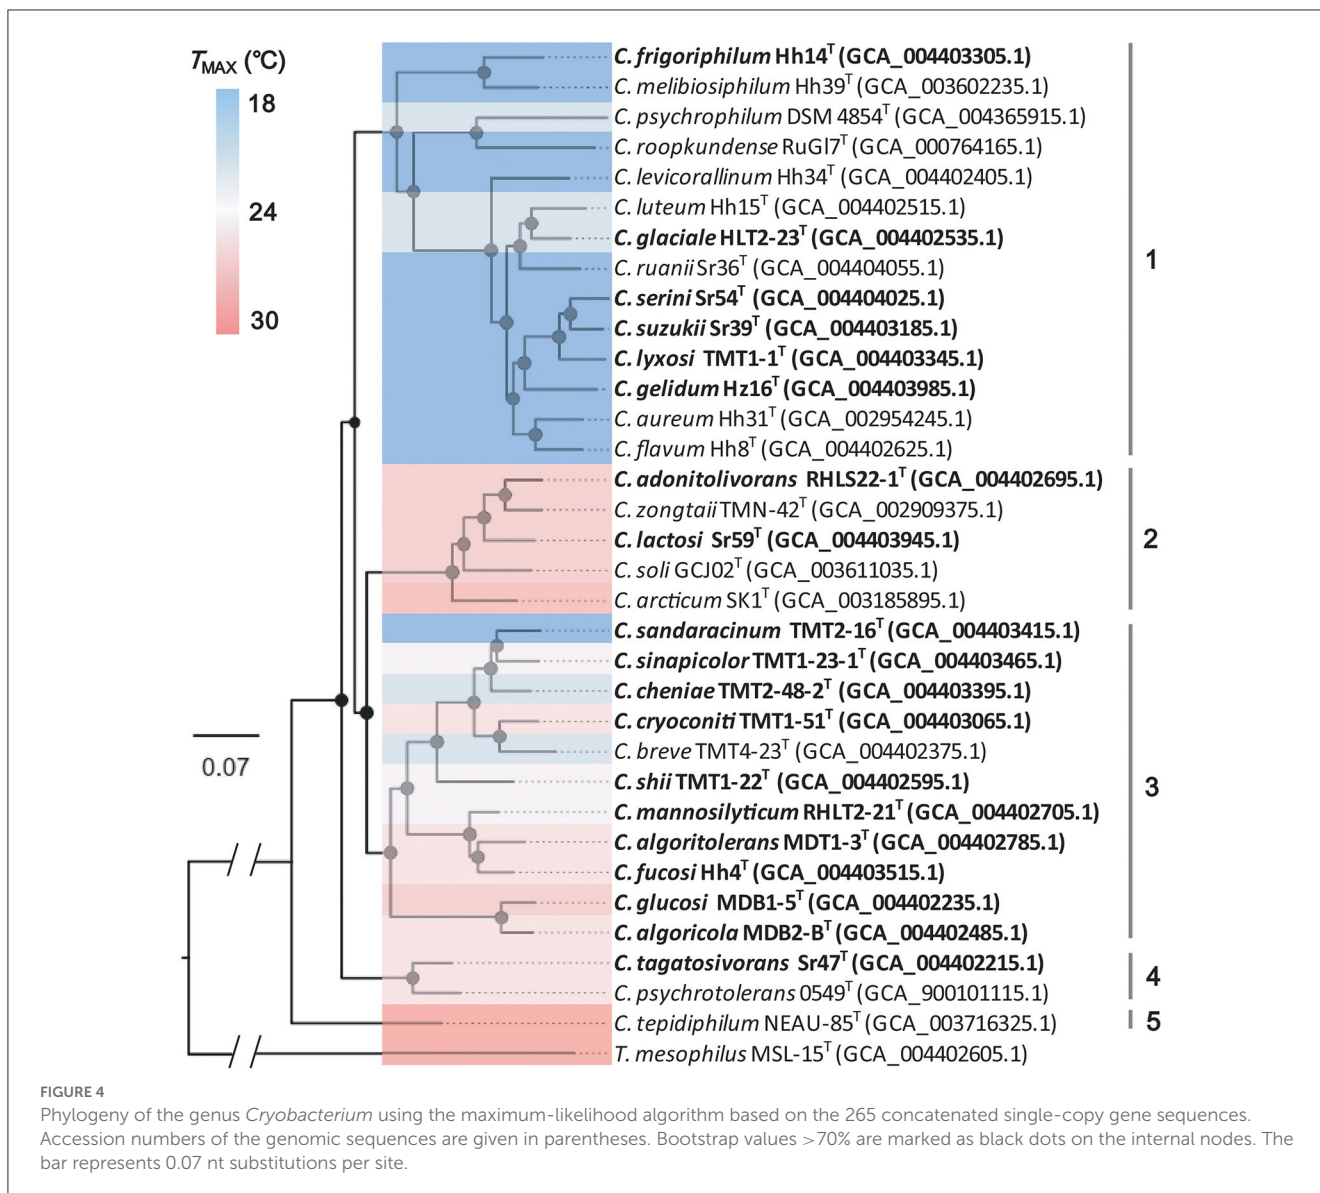 T_MAX (°C)
18
24
30
C. frigoriphilum Hh14ᵀ (GCA_004403305.1)
C. melibiosiphilum Hh39ᵀ (GCA_003602235.1)
C. psychrophilum DSM 4854ᵀ (GCA_004365915.1)
C. roopkundense RuGl7ᵀ (GCA_000764165.1)
C. levicorallinum Hh34ᵀ (GCA_004402405.1)
C. luteum Hh15ᵀ (GCA_004402515.1)
C. glaciale HLT2-23ᵀ (GCA_004402535.1)
C. ruanii Sr36ᵀ (GCA_004404055.1)
C. serini Sr54ᵀ (GCA_004404025.1)
C. suzukii Sr39ᵀ (GCA_004403185.1)
C. lyxosi TMT1-1ᵀ (GCA_004403345.1)
C. gelidum Hz16ᵀ (GCA_004403985.1)
C. aureum Hh31ᵀ (GCA_002954245.1)
C. flavum Hh8ᵀ (GCA_004402625.1)
1
C. adonitolivorans RHLS22-1ᵀ (GCA_004402695.1)
C. zongtaii TMN-42ᵀ (GCA_002909375.1)
C. lactosi Sr59ᵀ (GCA_004403945.1)
C. soli GCJ02ᵀ (GCA_003611035.1)
C. arcticum SK1ᵀ (GCA_003185895.1)
2
C. sandaracinum TMT2-16ᵀ (GCA_004403415.1)
C. sinapicolor TMT1-23-1ᵀ (GCA_004403465.1)
C. cheniae TMT2-48-2ᵀ (GCA_004403395.1)
C. cryoconiti TMT1-51ᵀ (GCA_004403065.1)
C. breve TMT4-23ᵀ (GCA_004402375.1)
C. shii TMT1-22ᵀ (GCA_004402595.1)
C. mannosilyticum RHLT2-21ᵀ (GCA_004402705.1)
C. algoritolerans MDT1-3ᵀ (GCA_004402785.1)
C. fucosi Hh4ᵀ (GCA_004403515.1)
C. glucosi MDB1-5ᵀ (GCA_004402235.1)
C. algoricola MDB2-Bᵀ (GCA_004402485.1)
3
C. tagatosivorans Sr47ᵀ (GCA_004402215.1)
C. psychrotolerans 0549ᵀ (GCA_900101115.1)
4
C. tepidiphilum NEAU-85ᵀ (GCA_003716325.1)
5
T. mesophilus MSL-15ᵀ (GCA_004402605.1)
0.07
FIGURE 4
Phylogeny of the genus Cryobacterium using the maximum-likelihood algorithm based on the 265 concatenated single-copy gene sequences.
Accession numbers of the genomic sequences are given in parentheses. Bootstrap values >70% are marked as black dots on the internal nodes. The
bar represents 0.07 nt substitutions per site.